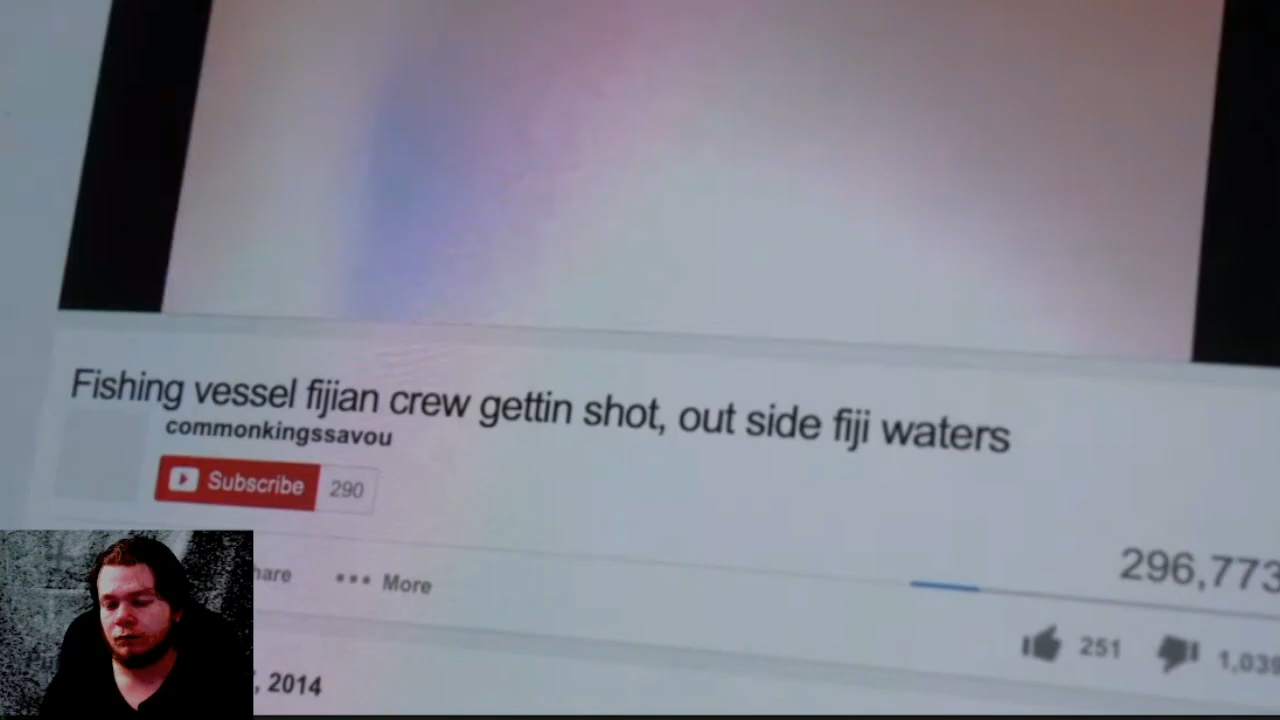 Fishing vessel fijian crew gettin shot, out side fiji waters
commonkingssavou
Subscribe 290
296,773
hare ••• More
251 1,039
, 2014